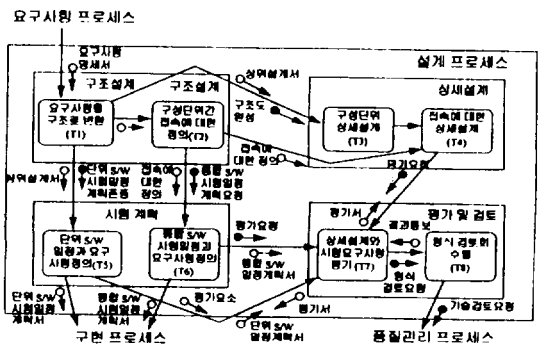 요구사항 프로세스
요구사항
명세서
설계 프로세스
구조설계
구조설계
상위설계서
상세설계
요구사항을
구조로 변환
(T1)
구성단위간
접속에 대한
정의 (T2)
구조도
완성
구성단위
상세설계
(T3)
접속에 대한
상세설계
(T4)
접속에
대한 정의
평가요청
상위설계서
단위 S/W
시험일정
접속에
대한
정의
통합 S/W
시험일정
계획요청
시험 계획
평가서
평가 및 검토
결과통보
평가요청
단위 S/W
일정과 요구
사항정의 (T5)
통합 S/W
시험일정과
요구사항정의
(T6)
통합 S/W
일정계획서
상세설계와
시험요구사항
평가 (T7)
형식 검토회
수행
(T8)
형식
검토요청
단위 S/W
시험일정
계획서
통합 S/W
시험일정
계획서
평가요소
평가서
단위 S/W
일정계획서
기술검토요청
구현 프로세스
품질관리 프로세스